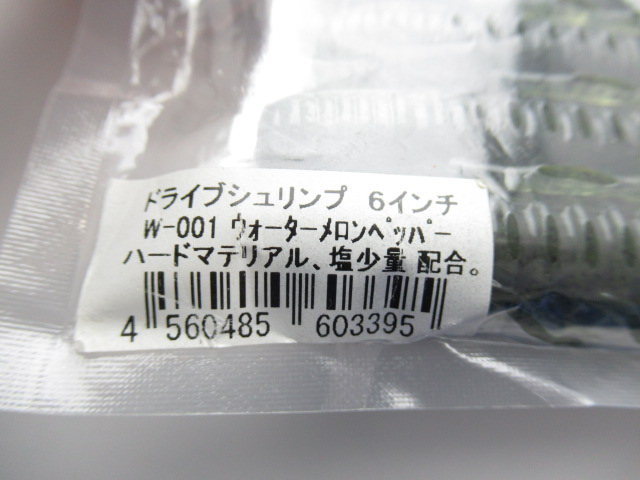 ドライブシュリンプ 6インチ
W-001 ウォーターメロンペッパー
ハードマテリアル、塩少量 配合。
4 560485 603395